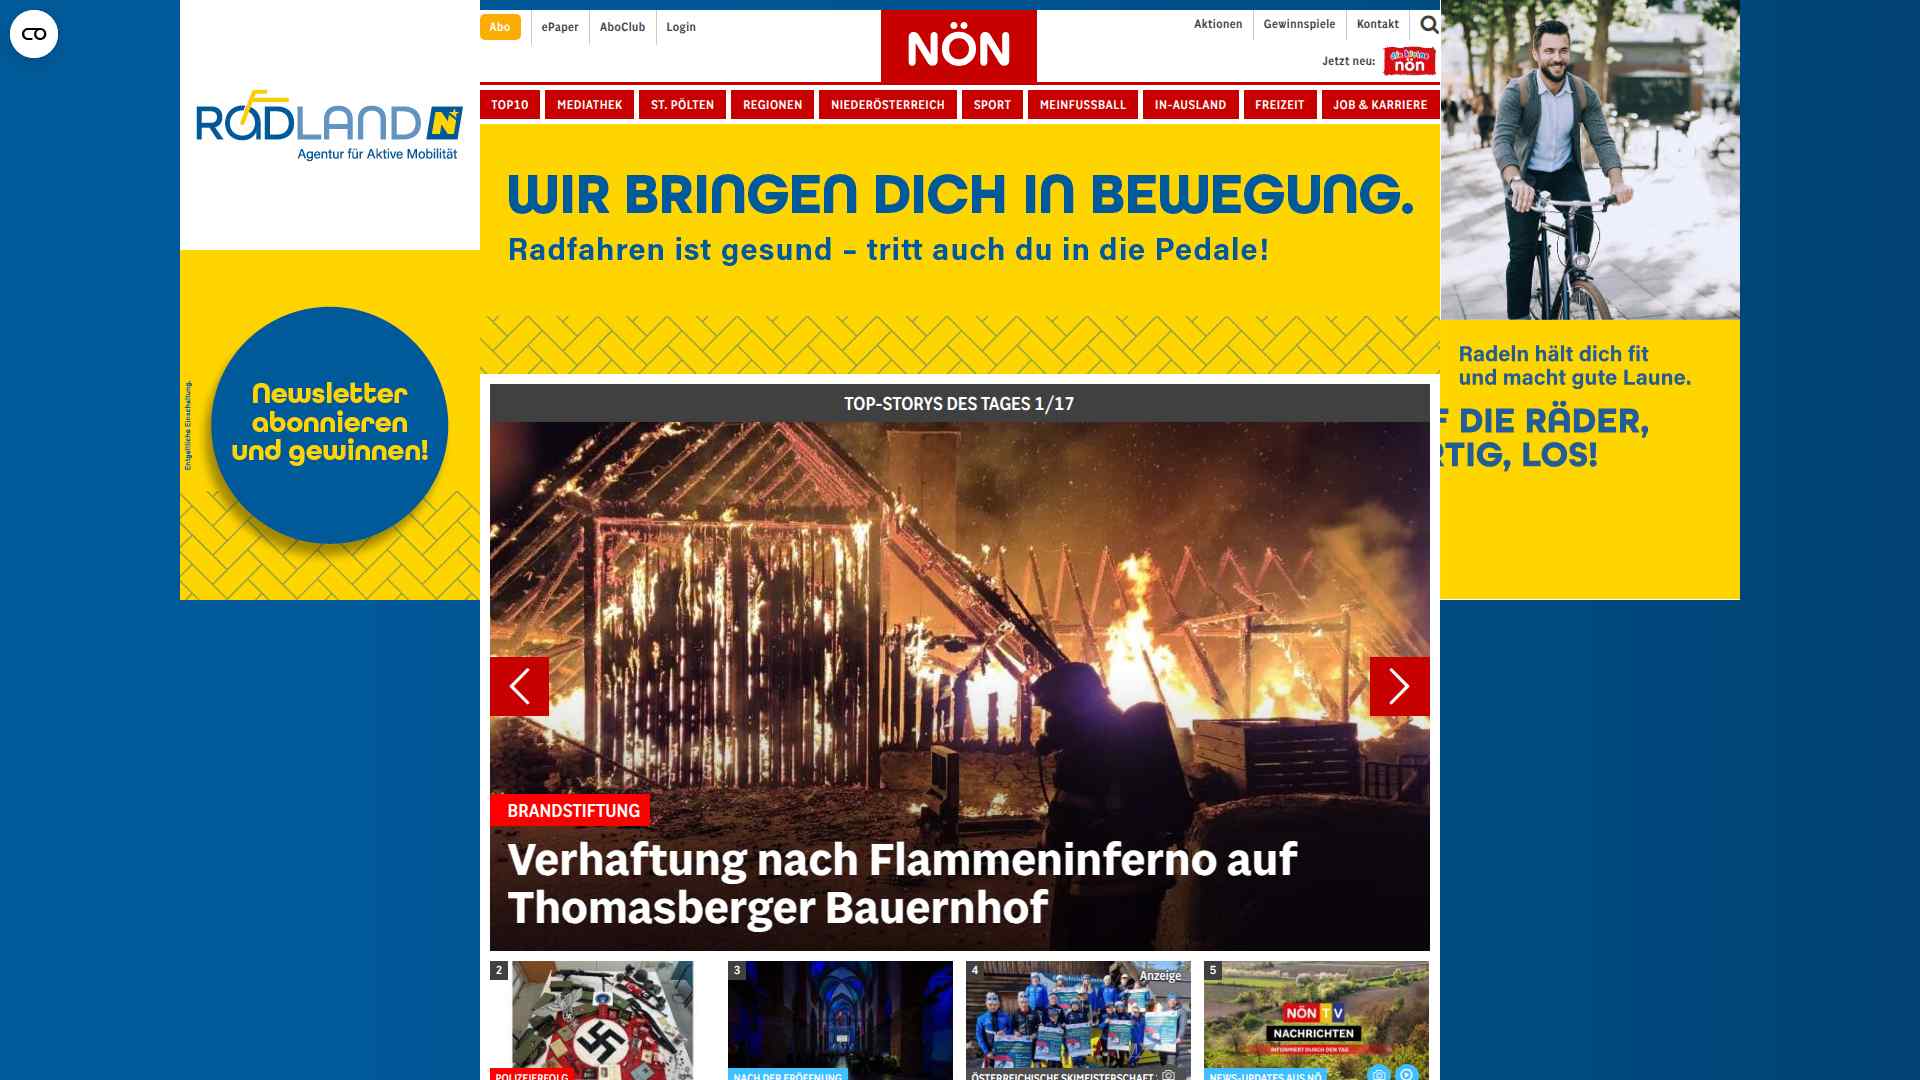 CO
Abo
ePaper
AboClub
Login
NÖN
Aktionen
Gewinnspiele
Kontakt
Jetzt neu:
die kleine
nön
TOP10
MEDIATHEK
ST. PÖLTEN
REGIONEN
NIEDERÖSTERREICH
SPORT
MEINFUSSBALL
IN-AUSLAND
FREIZEIT
JOB & KARRIERE
RADLAND N
Agentur für Aktive Mobilität
WIR BRINGEN DICH IN BEWEGUNG.
Radfahren ist gesund – tritt auch du in die Pedale!
Entgeltliche Einschaltung.
Newsletter
abonnieren
und gewinnen!
Radeln hält dich fit
und macht gute Laune.
F DIE RÄDER,
RTIG, LOS!
TOP-STORYS DES TAGES 1/17
BRANDSTIFTUNG
Verhaftung nach Flammeninferno auf
Thomasberger Bauernhof
2
POLIZEIERFOLG
3
NACH DER ERÖFFNUNG
4
Anzeige
ÖSTERREICHISCHE SKIMEISTERSCHAFT
5
NÖN TV
NACHRICHTEN
INFORMIERT DURCH DEN TAG
NEWS-UPDATES AUS NÖ